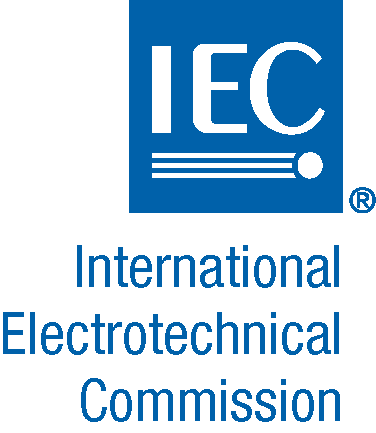 IEC
®
International
Electrotechnical
Commission